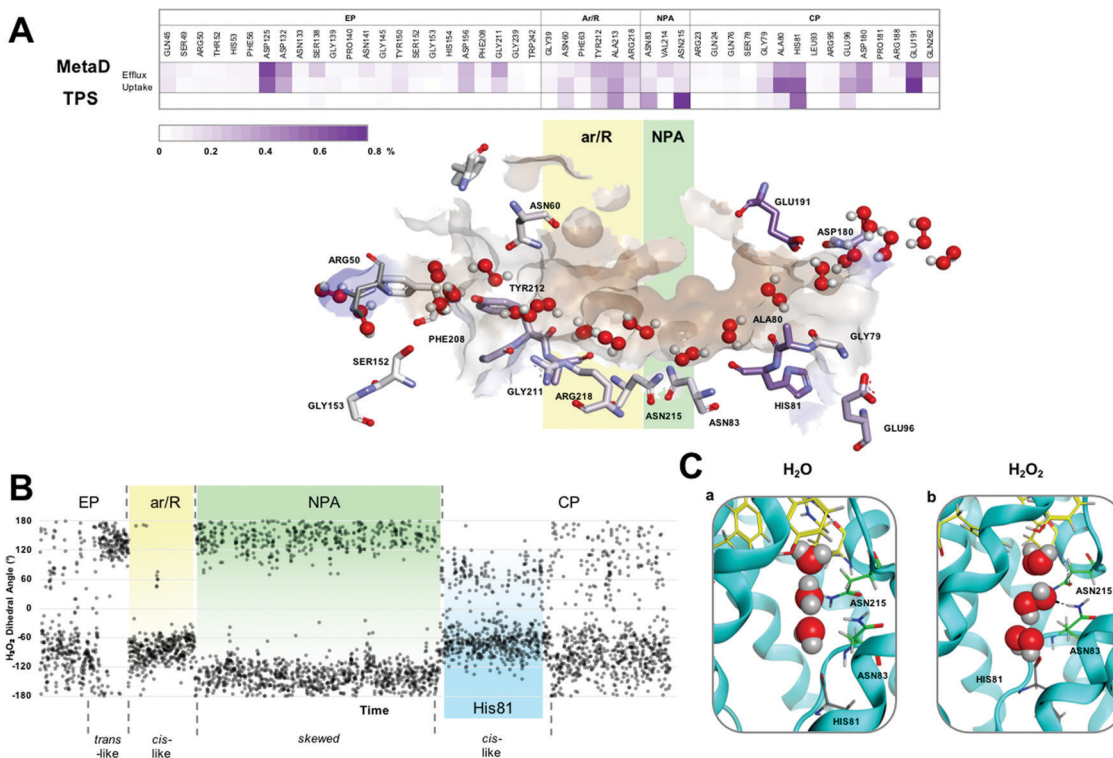 A
EP Ar/R NPA CP
GLN45 SER49 ARG50 THR52 HIS53 PHE56 ASP125 ASP132 ASN133 SER138 GLY139 PRO140 ASN141 GLY145 TYR150 SER152 GLY153 HIS154 ASP156 PHE208 GLY211 GLY239 TRP242 GLY39 ASN60 PHE63 TYR212 ALA213 ARG218 ASN83 VAL214 ASN215 ARG23 GLN24 GLN76 SER78 GLY79 ALA80 HIS81 LEU93 ARG95 GLU96 ASP180 PRO181 ARG188 GLU191 GLN262
MetaD Efflux
Uptake
TPS
0 0.2 0.4 0.6 0.8 %
ar/R NPA
GLU191
ASN60
ASP180
ARG50
TYR212
ALA80
PHE208
GLY79
SER152
GLY211
ARG218
ASN215
ASN83
HIS81
GLY153
GLU96
B
EP ar/R NPA CP
H₂O₂ Dihedral Angle (°)
180
120
60
0
-60
-120
-180
Time
His81
trans
-like
cis-
like
skewed
cis-
like
C
H₂O H₂O₂
a
ASN215
ASN83
HIS81
b
ASN215
ASN83
HIS81